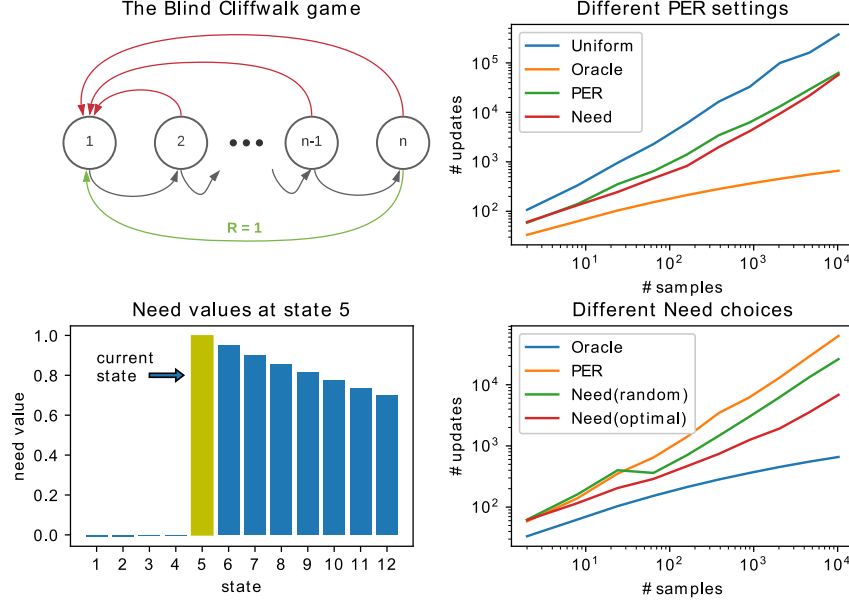 The Blind Cliffwalk game
1
2
n-1
n
R = 1
Different PER settings
Uniform
Oracle
PER
Need
# updates
10^5
10^4
10^3
10^2
10^1
10^2
10^3
10^4
# samples
Need values at state 5
current
state
need value
1.0
0.8
0.6
0.4
0.2
0.0
1 2 3 4 5 6 7 8 9 10 11 12
state
Different Need choices
Oracle
PER
Need(random)
Need(optimal)
# updates
10^4
10^3
10^2
10^1
10^2
10^3
10^4
# samples